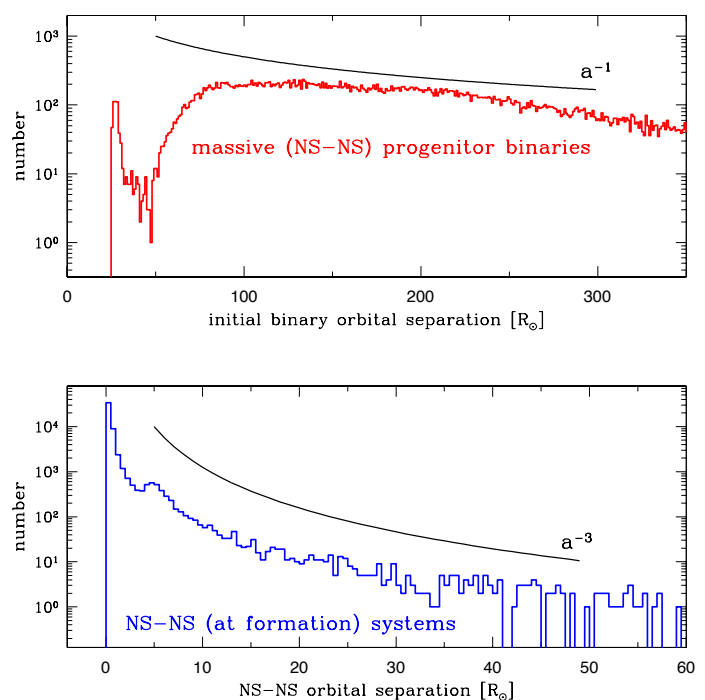 number
10³
10²
10¹
10⁰
a⁻¹
massive (NS−NS) progenitor binaries
0 100 200 300
initial binary orbital separation [R☉]
number
10⁴
10³
10²
10¹
10⁰
a⁻³
NS−NS (at formation) systems
0 10 20 30 40 50 60
NS−NS orbital separation [R☉]